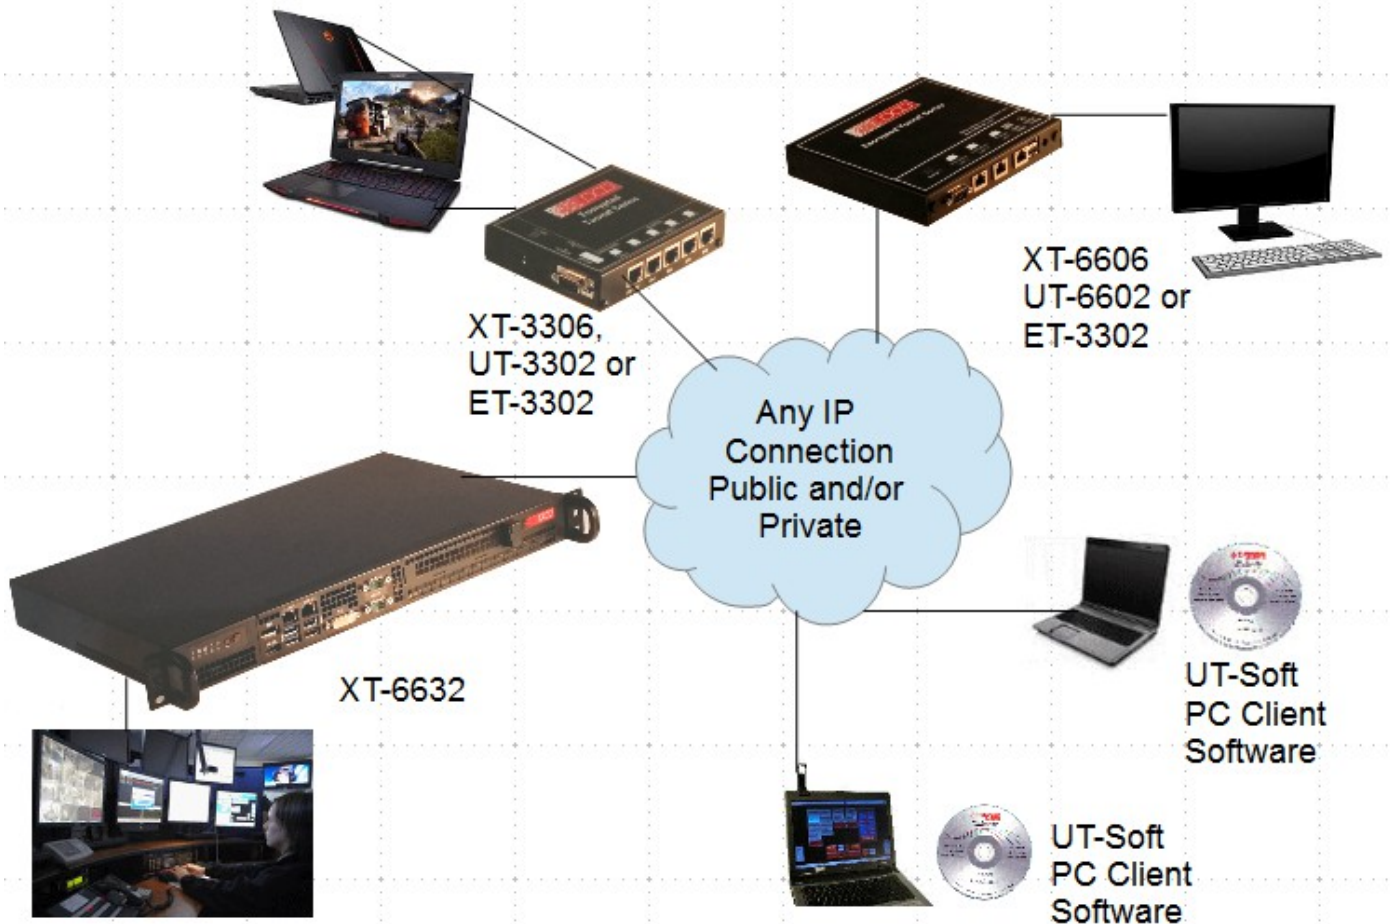 XT-6606
UT-6602 or
ET-3302
XT-3306,
UT-3302 or
ET-3302
Any IP
Connection
Public and/or
Private
XT-6632
UT-Soft
PC Client
Software
UT-Soft
PC Client
Software